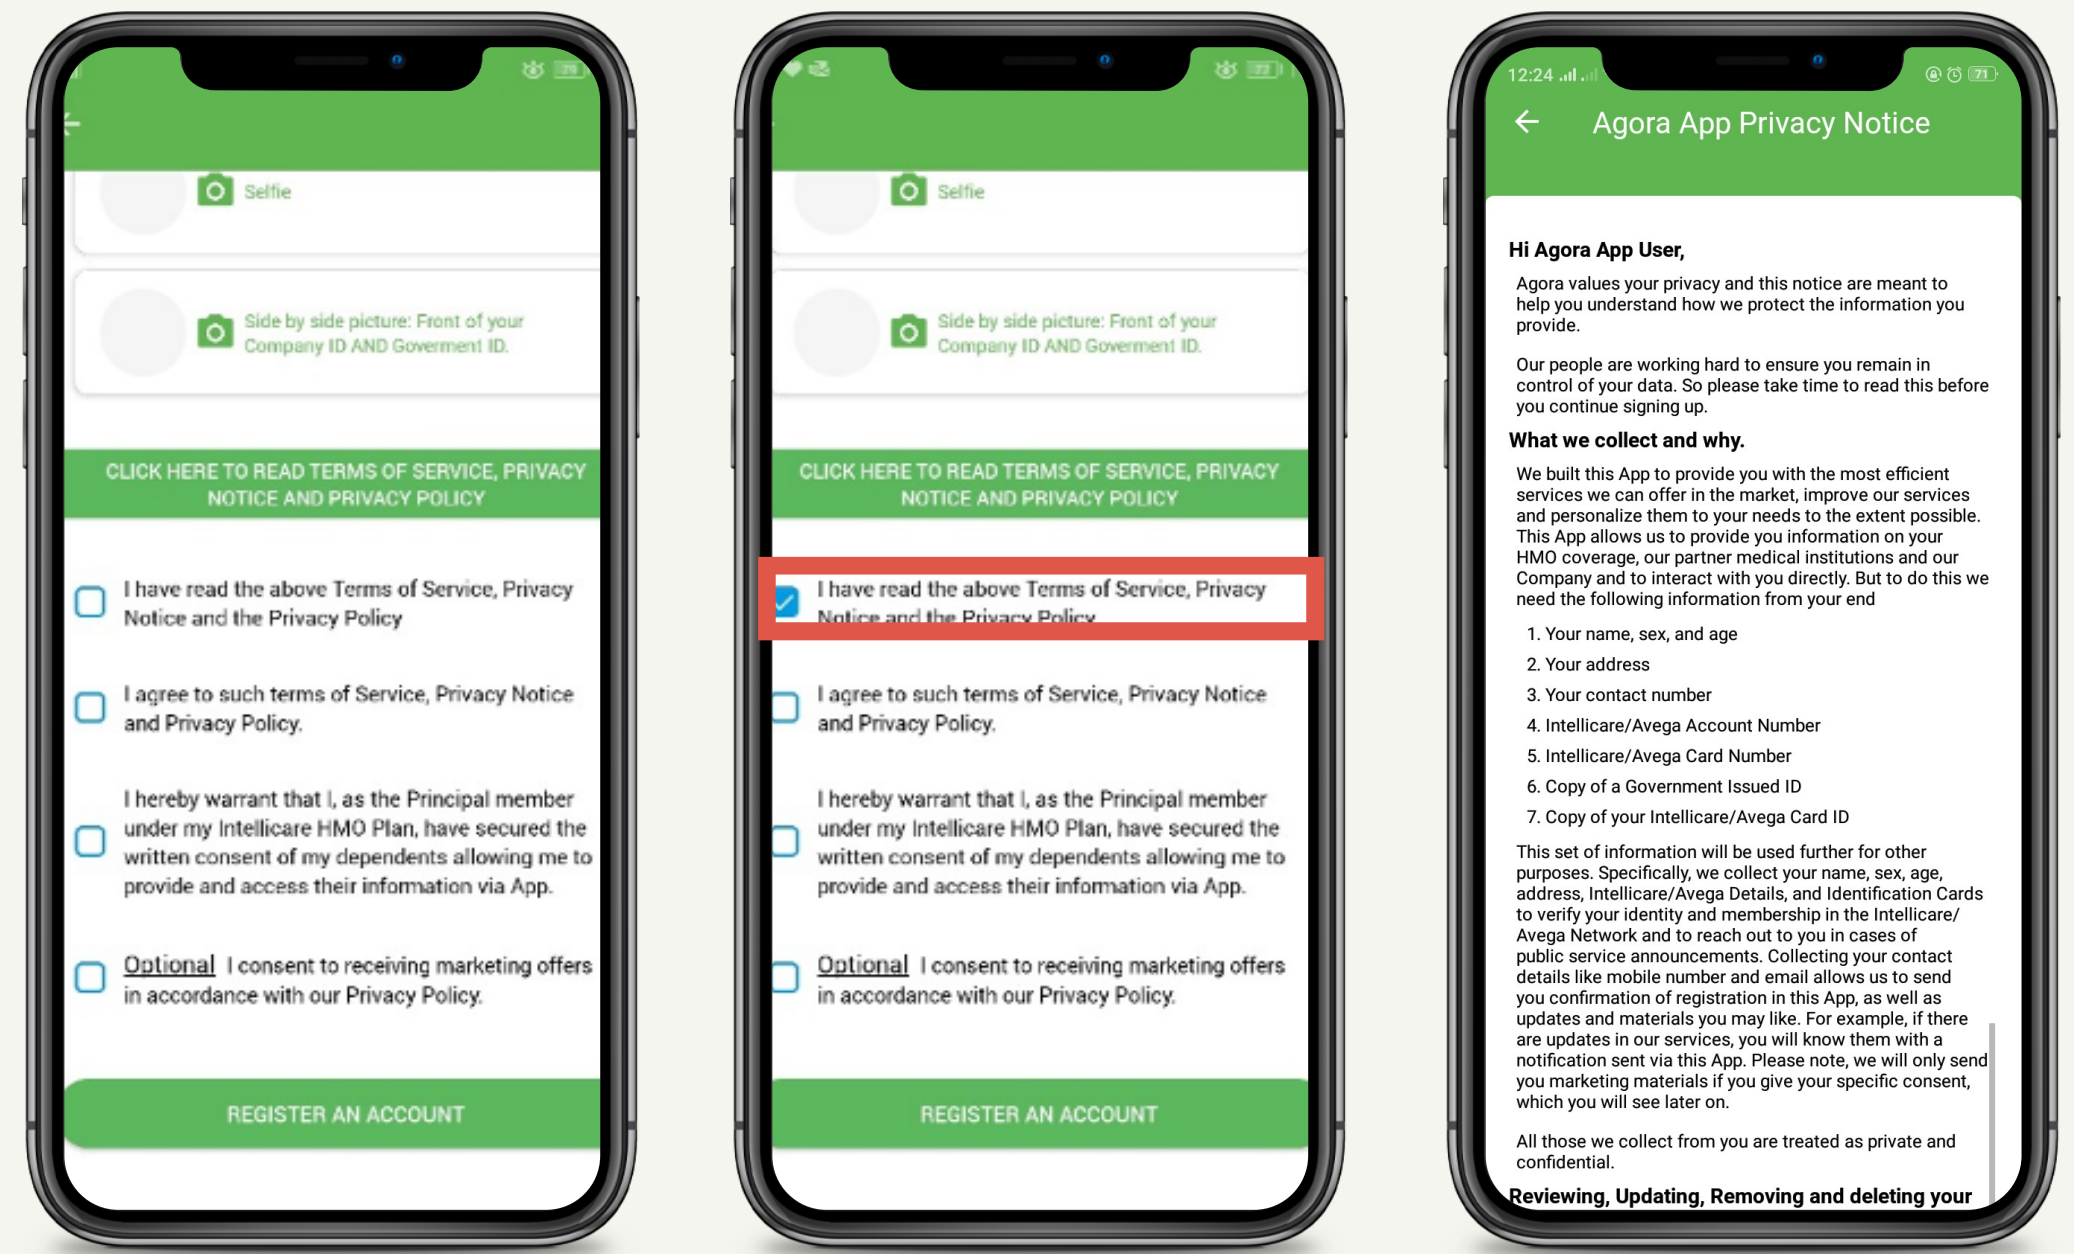 Selfie
Side by side picture: Front of your
Company ID AND Goverment ID.
CLICK HERE TO READ TERMS OF SERVICE, PRIVACY
NOTICE AND PRIVACY POLICY
I have read the above Terms of Service, Privacy
Notice and the Privacy Policy
I agree to such terms of Service, Privacy Notice
and Privacy Policy.
I hereby warrant that I, as the Principal member
under my Intellicare HMO Plan, have secured the
written consent of my dependents allowing me to
provide and access their information via App.
Optional I consent to receiving marketing offers
in accordance with our Privacy Policy.
REGISTER AN ACCOUNT
Selfie
Side by side picture: Front of your
Company ID AND Goverment ID.
CLICK HERE TO READ TERMS OF SERVICE, PRIVACY
NOTICE AND PRIVACY POLICY
I have read the above Terms of Service, Privacy
Notice and the Privacy Policy
I agree to such terms of Service, Privacy Notice
and Privacy Policy.
I hereby warrant that I, as the Principal member
under my Intellicare HMO Plan, have secured the
written consent of my dependents allowing me to
provide and access their information via App.
Optional I consent to receiving marketing offers
in accordance with our Privacy Policy.
REGISTER AN ACCOUNT
12:24 71
Agora App Privacy Notice
Hi Agora App User,
Agora values your privacy and this notice are meant to
help you understand how we protect the information you
provide.
Our people are working hard to ensure you remain in
control of your data. So please take time to read this before
you continue signing up.
What we collect and why.
We built this App to provide you with the most efficient
services we can offer in the market, improve our services
and personalize them to your needs to the extent possible.
This App allows us to provide you information on your
HMO coverage, our partner medical institutions and our
Company and to interact with you directly. But to do this we
need the following information from your end
1. Your name, sex, and age
2. Your address
3. Your contact number
4. Intellicare/Avega Account Number
5. Intellicare/Avega Card Number
6. Copy of a Government Issued ID
7. Copy of your Intellicare/Avega Card ID
This set of information will be used further for other
purposes. Specifically, we collect your name, sex, age,
address, Intellicare/Avega Details, and Identification Cards
to verify your identity and membership in the Intellicare/
Avega Network and to reach out to you in cases of
public service announcements. Collecting your contact
details like mobile number and email allows us to send
you confirmation of registration in this App, as well as
updates and materials you may like. For example, if there
are updates in our services, you will know them with a
notification sent via this App. Please note, we will only send
you marketing materials if you give your specific consent,
which you will see later on.
All those we collect from you are treated as private and
confidential.
Reviewing, Updating, Removing and deleting your